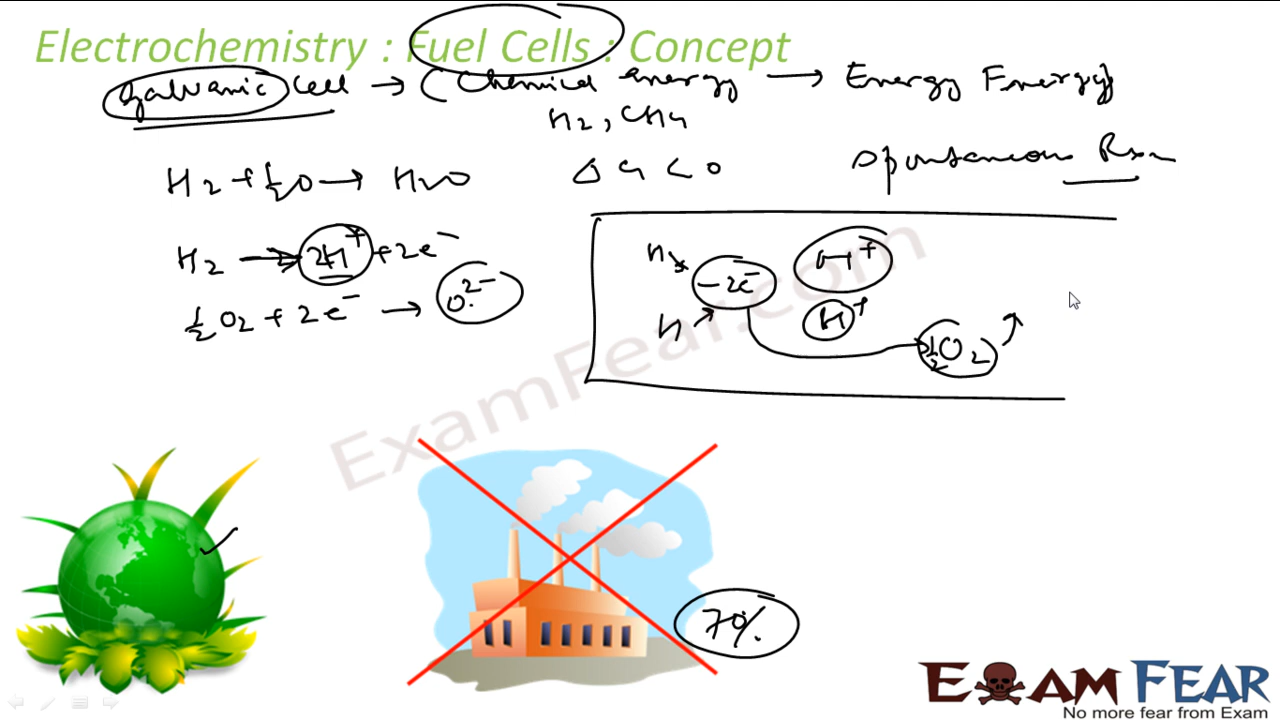 Electrochemistry : Fuel Cells : Concept
Galvanic Cell → (Chemical energy → Energy Energy)
H2, CH4
H2 + ½O → H2O ΔG < 0 Spontaneous Rxn
H2 → 2H+ + 2e−
½O2 + 2e− → O2−
H
−2e− H+
H H+
½O2
ExamFear.com
70%
EXAM FEAR
No more fear from Exam